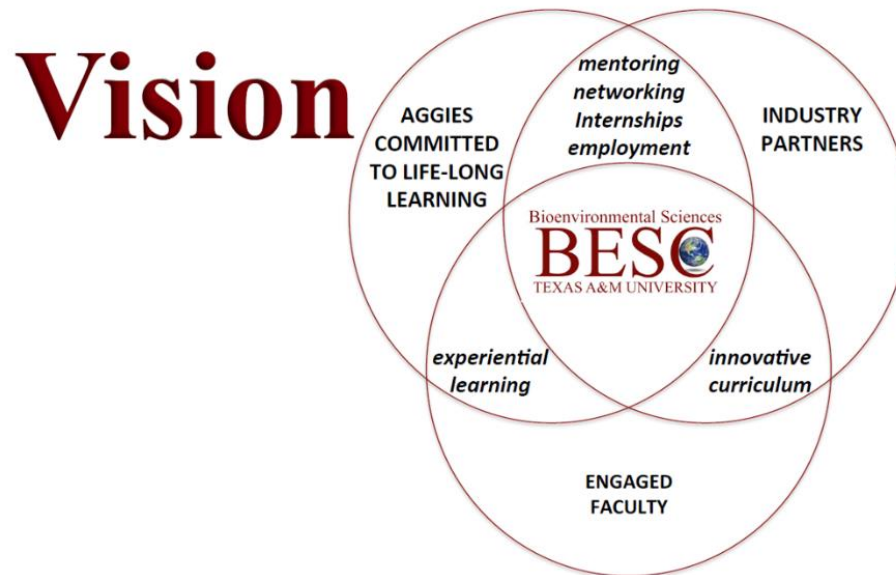 Vision
AGGIES
COMMITTED
TO LIFE-LONG
LEARNING
mentoring
networking
Internships
employment
INDUSTRY
PARTNERS
Bioenvironmental Sciences
BESC
TEXAS A&M UNIVERSITY
experiential
learning
innovative
curriculum
ENGAGED
FACULTY